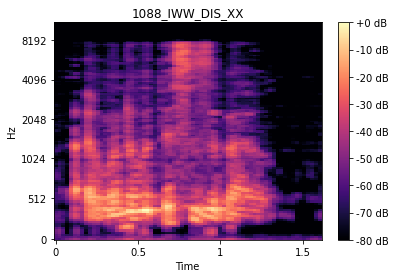 1088_IWW_DIS_XX
8192
4096
2048
1024
512
0
Hz
0
0.5
1
1.5
Time
+0 dB
-10 dB
-20 dB
-30 dB
-40 dB
-50 dB
-60 dB
-70 dB
-80 dB